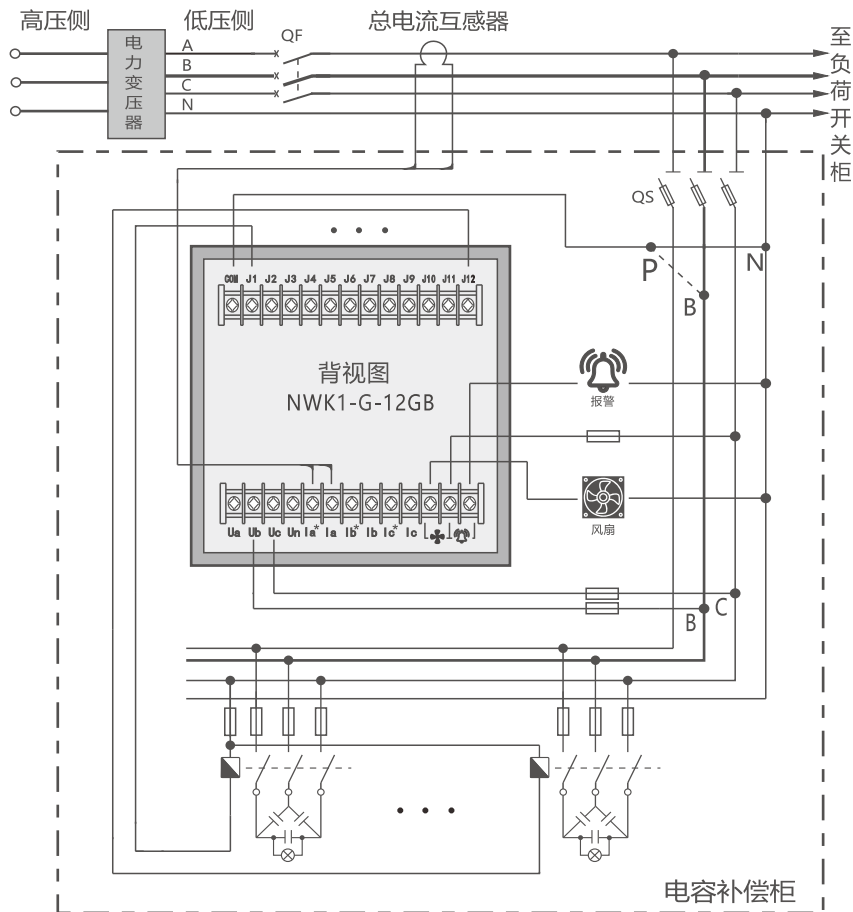 高压侧
低压侧
总电流互感器
电力变压器
A
B
C
N
QF
至负荷开关柜
QS
P
N
B
COM J1 J2 J3 J4 J5 J6 J7 J8 J9 J10 J11 J12
背视图
NWK1-G-12GB
报警
风扇
Ua Ub Uc Un Ia* Ia Ib* Ib Ic* Ic
C
B
电容补偿柜